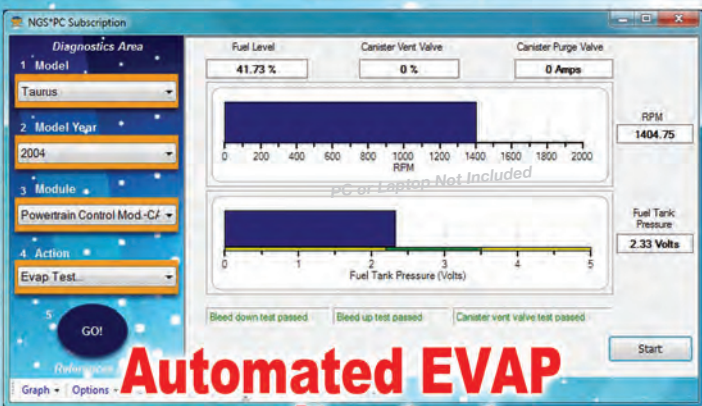 NGS*PC Subscription
Diagnostics Area
1 Model
Taurus
2 Model Year
2004
3 Module
Powertrain Control Mod.-CA
4 Action
Evap Test...
5
GO!
References
Graph
Options
Fuel Level
Canister Vent Valve
Canister Purge Valve
41.73 %
0 %
0 Amps
0 200 400 600 800 1000 1200 1400 1600 1800 2000
RPM
RPM
1404.75
PC or Laptop Not Included
0 1 2 3 4 5
Fuel Tank Pressure (Volts)
Fuel Tank
Pressure
2.33 Volts
Bleed down test passed
Bleed up test passed
Canister vent valve test passed
Start
Automated EVAP